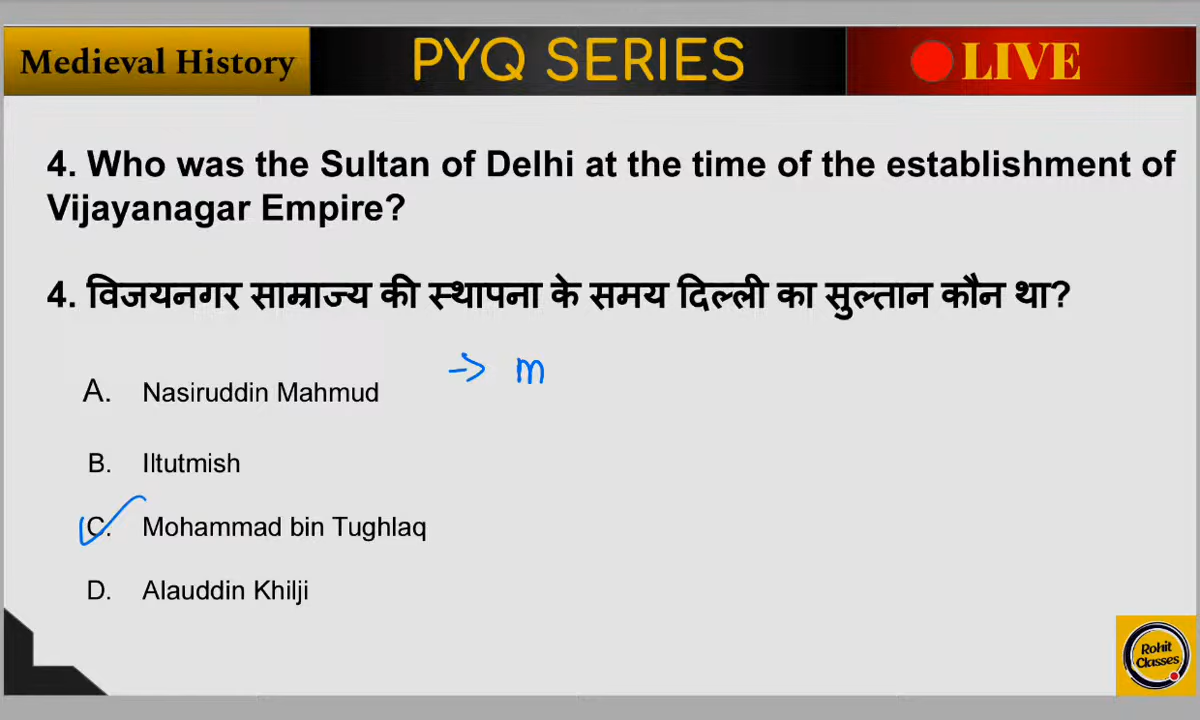 Medieval History PYQ SERIES LIVE
4. Who was the Sultan of Delhi at the time of the establishment of
Vijayanagar Empire?
4. विजयनगर साम्राज्य की स्थापना के समय दिल्ली का सुल्तान कौन था?
→ m
A. Nasiruddin Mahmud
B. Iltutmish
C. Mohammad bin Tughlaq
D. Alauddin Khilji
Rohit
Classes